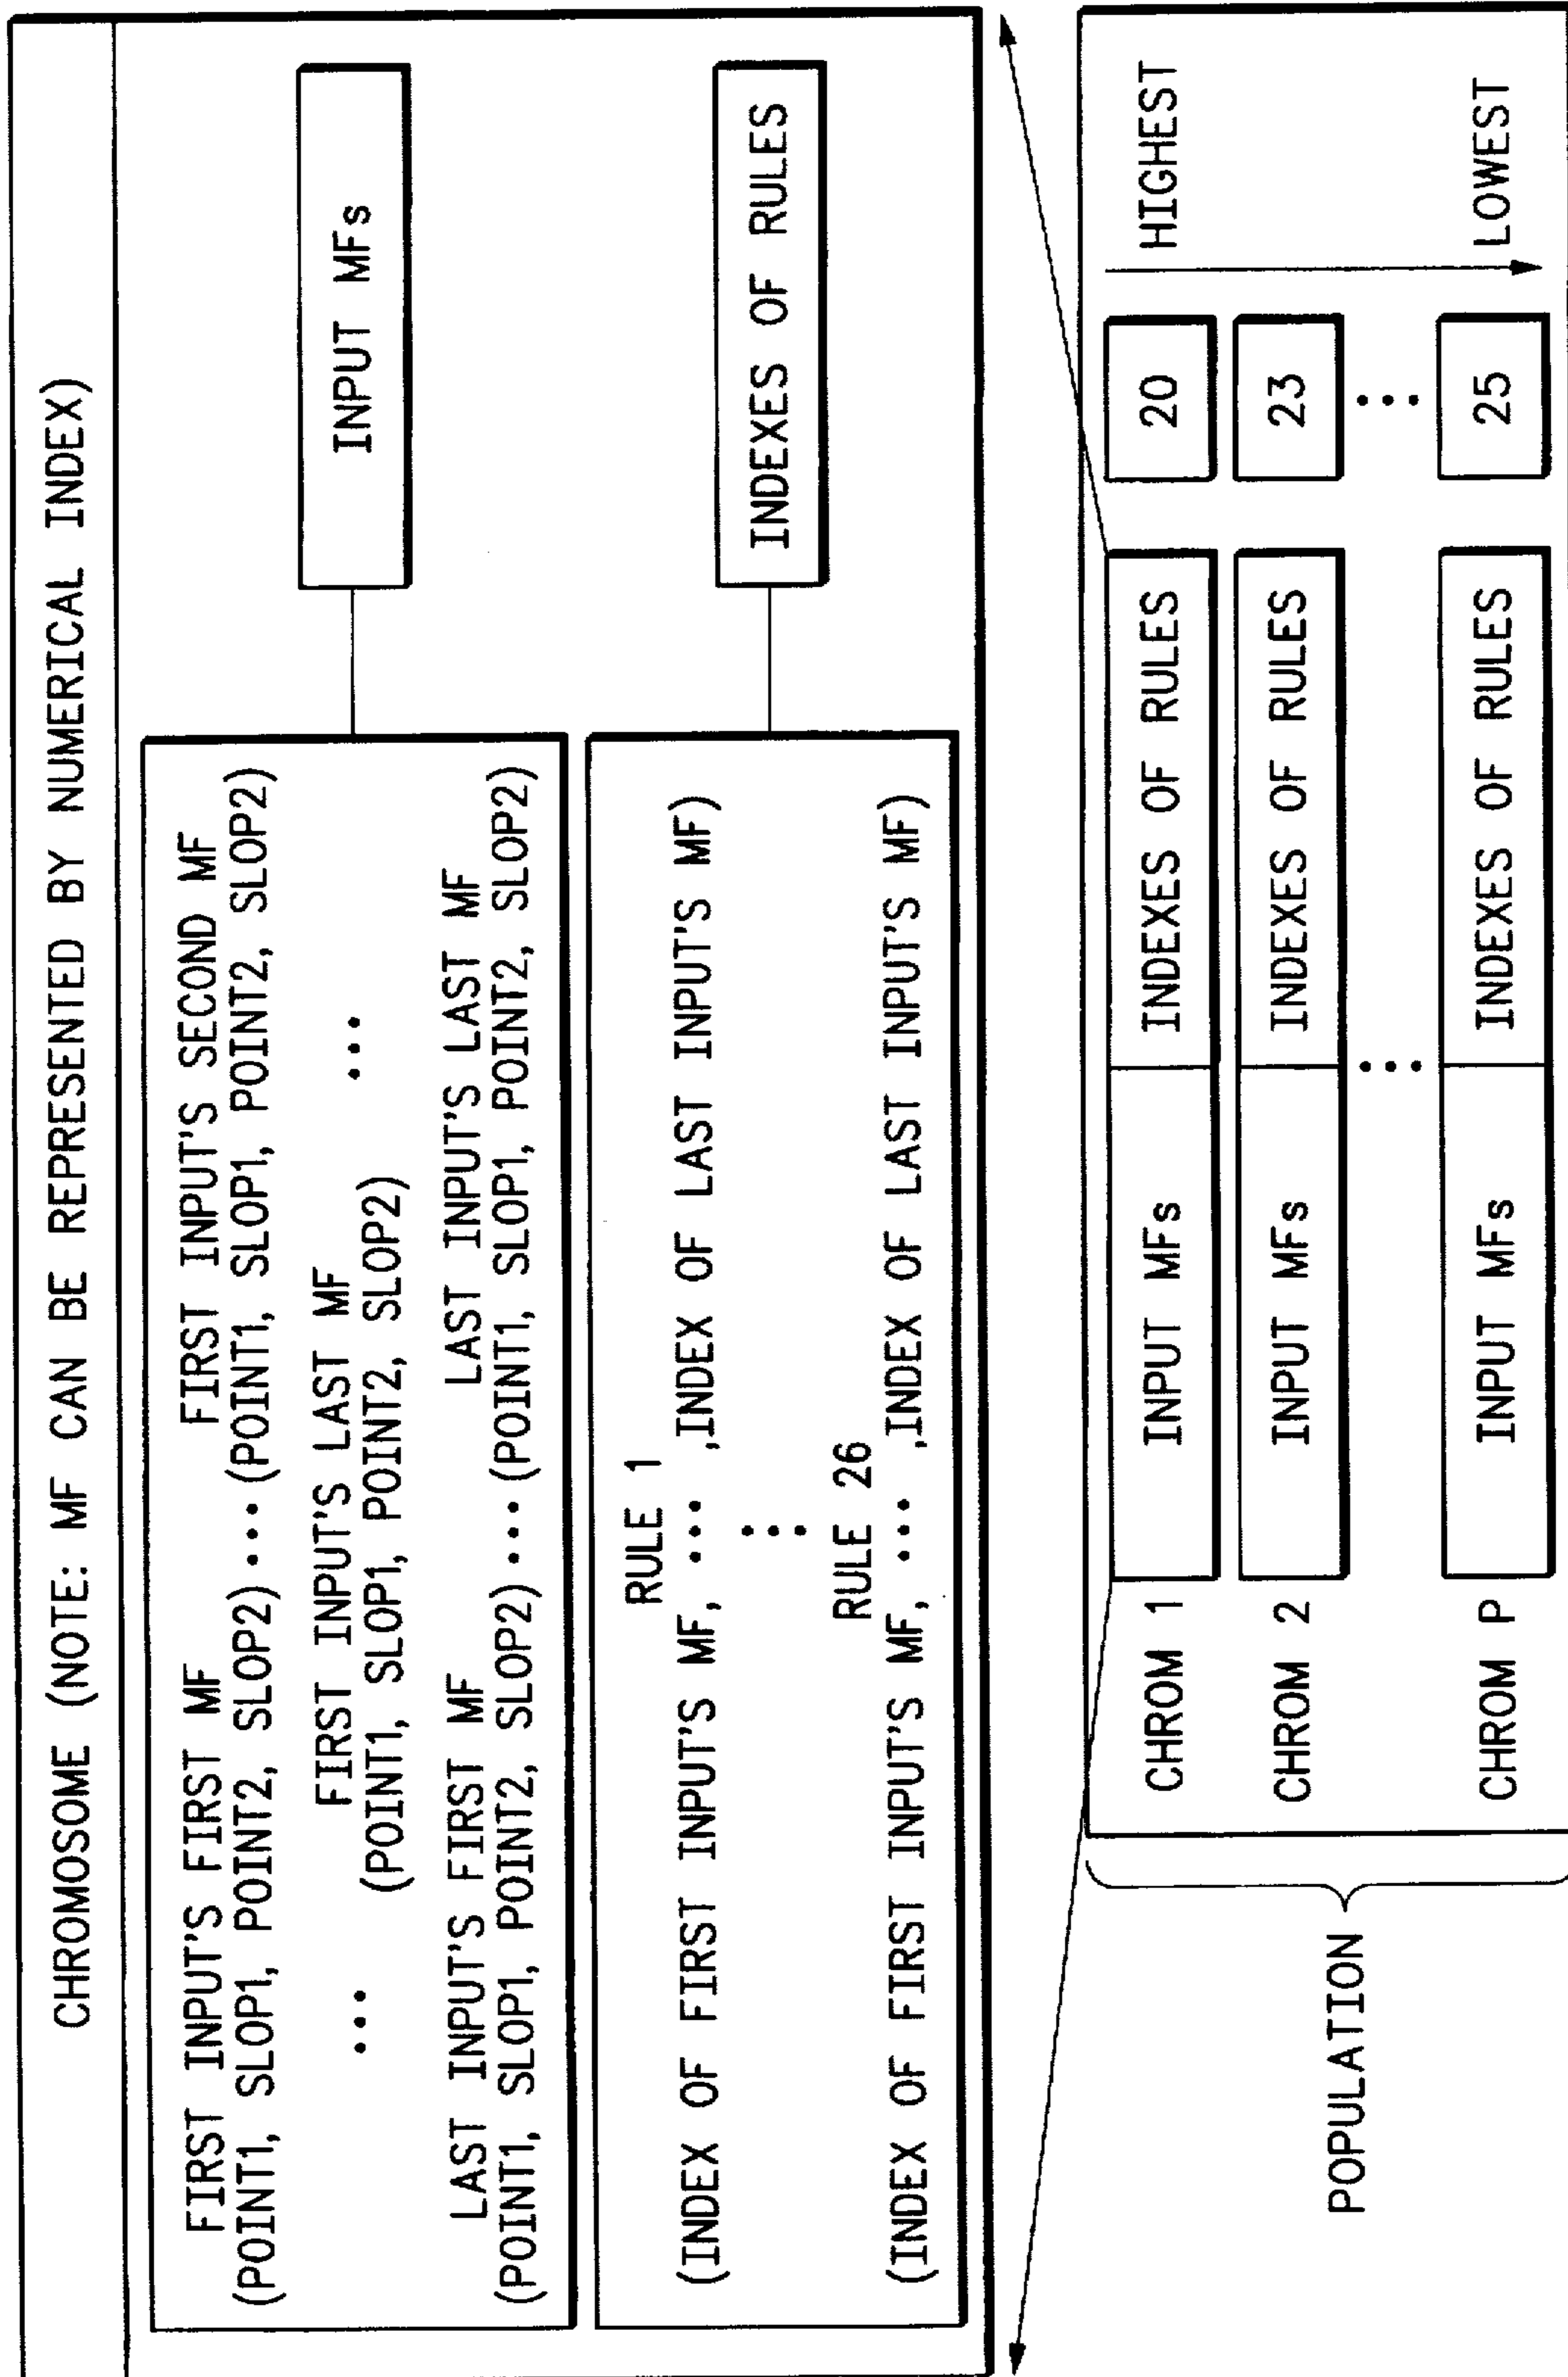 CHROMOSOME (NOTE: MF CAN BE REPRESENTED BY NUMERICAL INDEX)
FIRST INPUT'S FIRST MF FIRST INPUT'S SECOND MF
(POINT1, SLOP1, POINT2, SLOP2) ••• (POINT1, SLOP1, POINT2, SLOP2)
FIRST INPUT'S LAST MF
••• (POINT1, SLOP1, POINT2, SLOP2) •••
LAST INPUT'S FIRST MF LAST INPUT'S LAST MF
(POINT1, SLOP1, POINT2, SLOP2) ••• (POINT1, SLOP1, POINT2, SLOP2)
INPUT MFs
RULE 1
(INDEX OF FIRST INPUT'S MF, ••• ,INDEX OF LAST INPUT'S MF)
•••
RULE 26
(INDEX OF FIRST INPUT'S MF, ••• ,INDEX OF LAST INPUT'S MF)
INDEXES OF RULES
POPULATION
CHROM 1 INPUT MFs INDEXES OF RULES 20 HIGHEST
CHROM 2 INPUT MFs INDEXES OF RULES 23
••• •••
CHROM P INPUT MFs INDEXES OF RULES 25 LOWEST